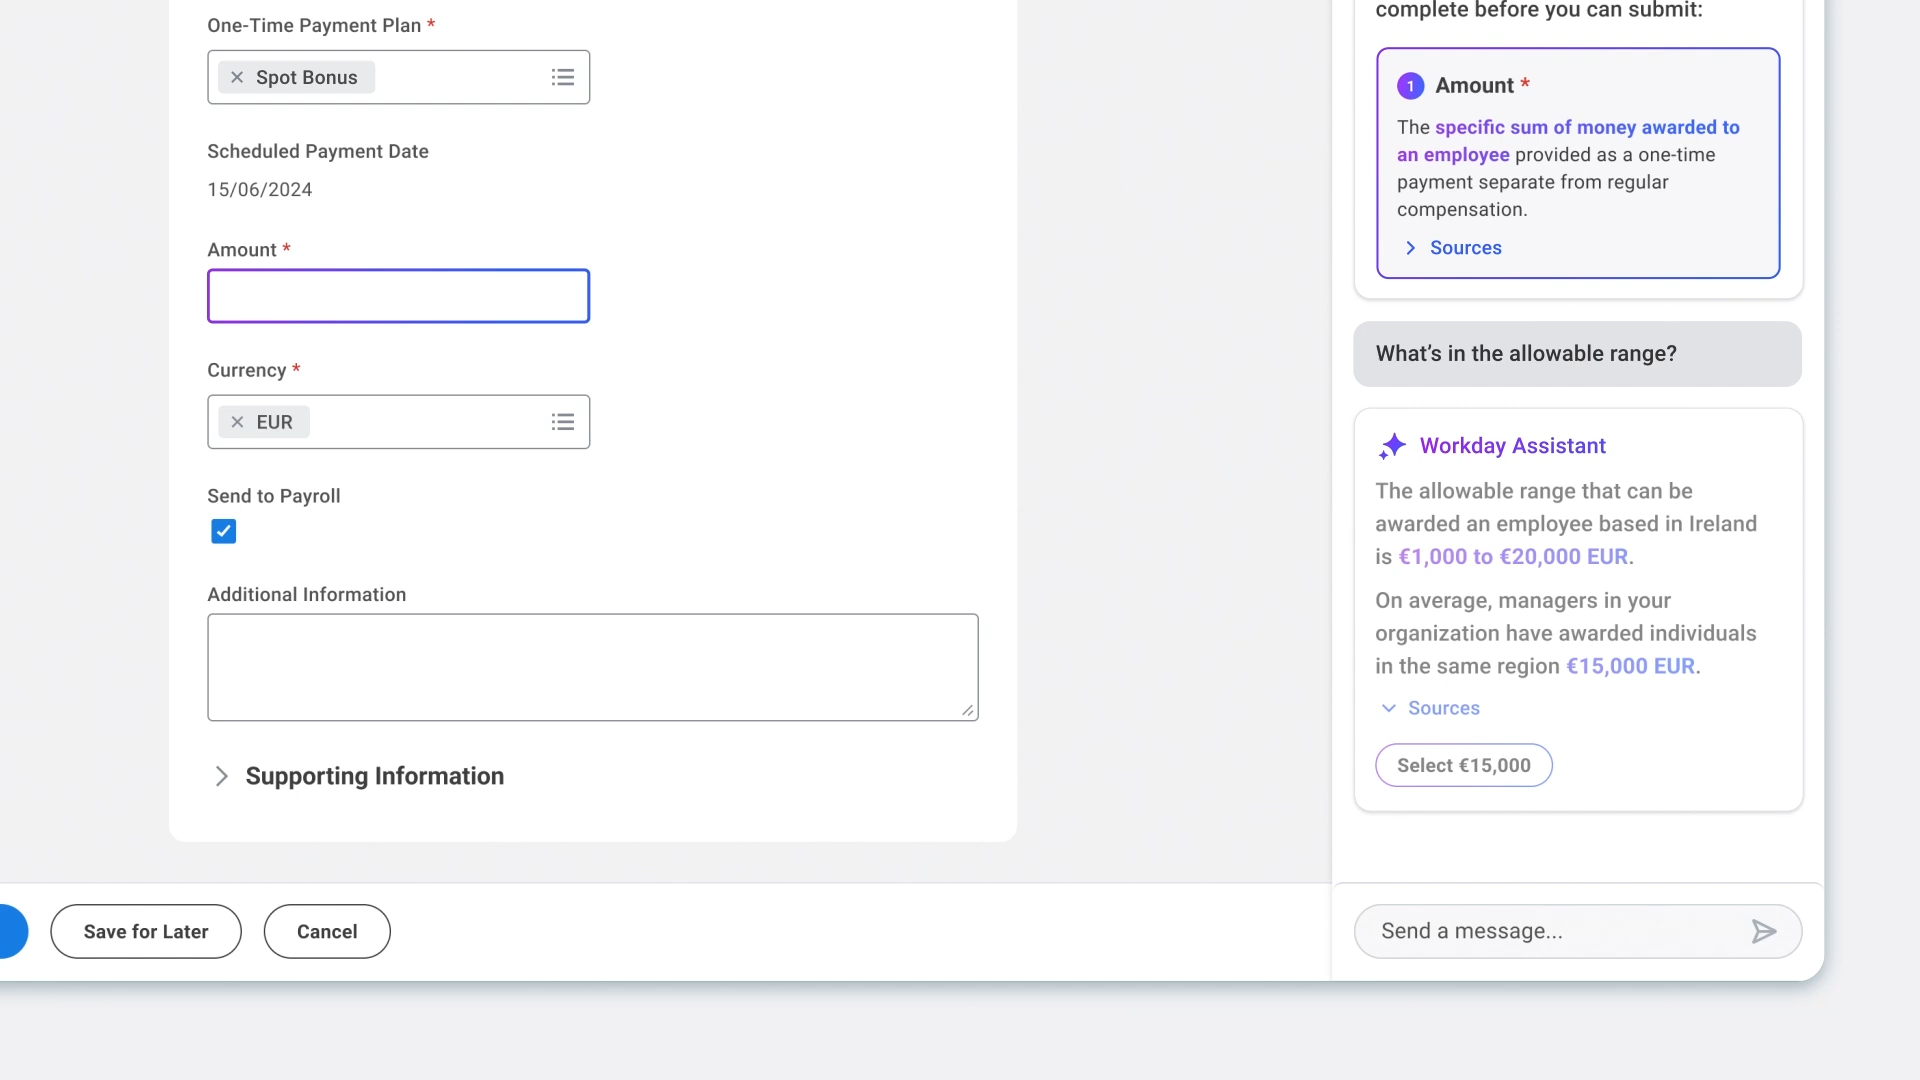 One-Time Payment Plan *
Spot Bonus
Scheduled Payment Date
15/06/2024
Amount *
Currency *
EUR
Send to Payroll
Additional Information
Supporting Information
Save for Later
Cancel
complete before you can submit:
1 Amount *
The specific sum of money awarded to
an employee provided as a one-time
payment separate from regular
compensation.
Sources
What’s in the allowable range?
Workday Assistant
The allowable range that can be
awarded an employee based in Ireland
is €1,000 to €20,000 EUR.
On average, managers in your
organization have awarded individuals
in the same region €15,000 EUR.
Sources
Select €15,000
Send a message...